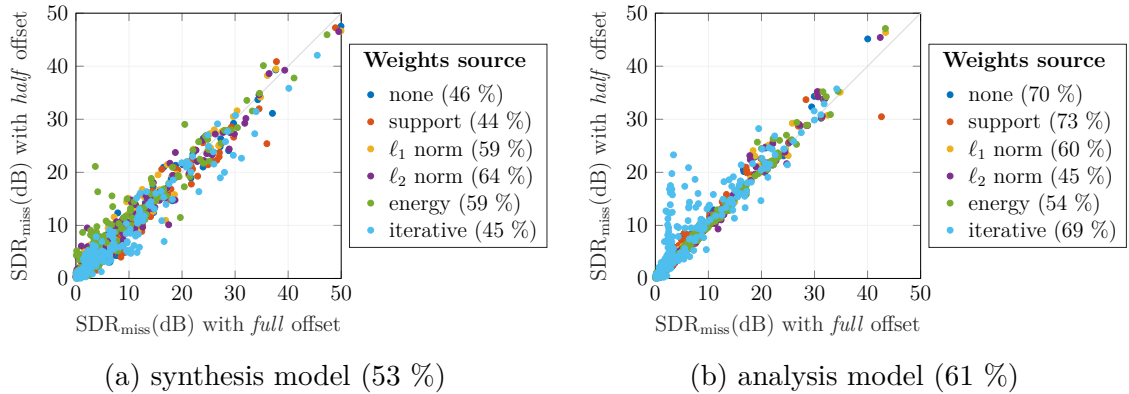 50
40
30
20
10
0
SDRmiss(dB) with half offset
0 10 20 30 40 50
SDRmiss(dB) with full offset
Weights source
none (46 %)
support (44 %)
ℓ1 norm (59 %)
ℓ2 norm (64 %)
energy (59 %)
iterative (45 %)
(a) synthesis model (53 %)
50
40
30
20
10
0
SDRmiss(dB) with half offset
0 10 20 30 40 50
SDRmiss(dB) with full offset
Weights source
none (70 %)
support (73 %)
ℓ1 norm (60 %)
ℓ2 norm (45 %)
energy (54 %)
iterative (69 %)
(b) analysis model (61 %)